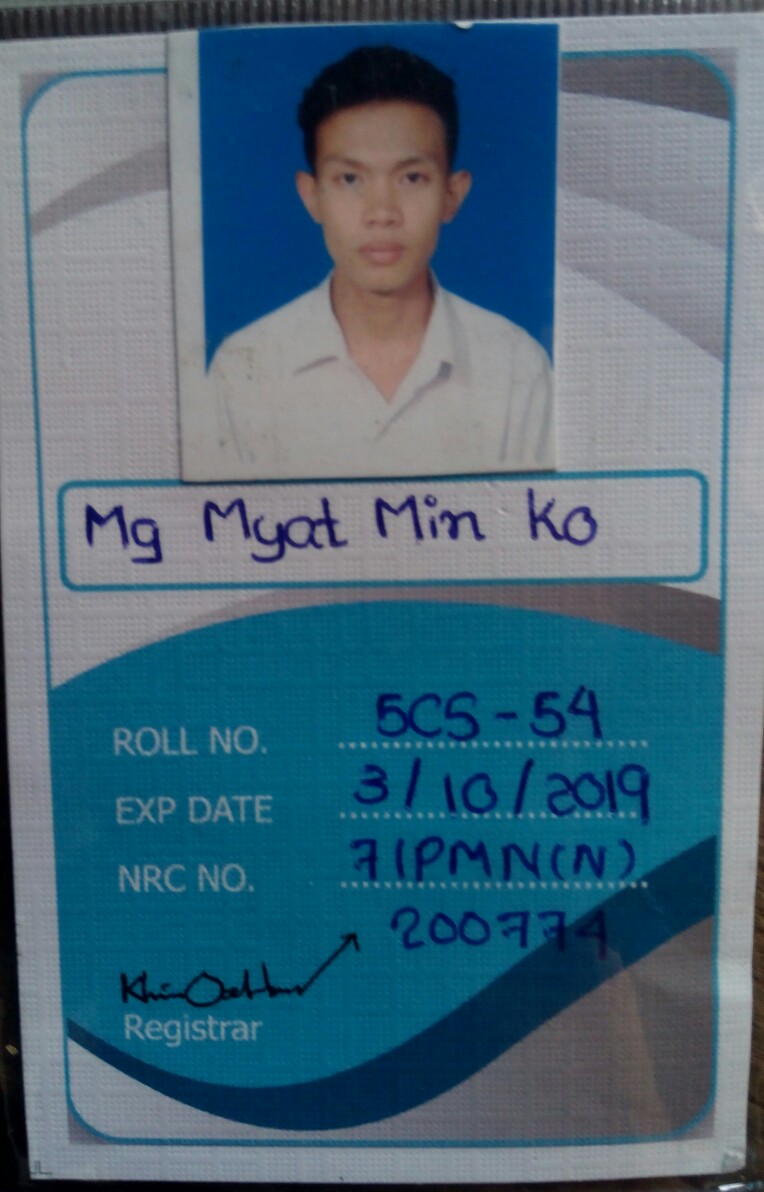 Mg Myat Min Ko
ROLL NO. 5CS - 54
EXP DATE 3/10/2019
NRC NO. 7/PMN(N)
200774
Registrar